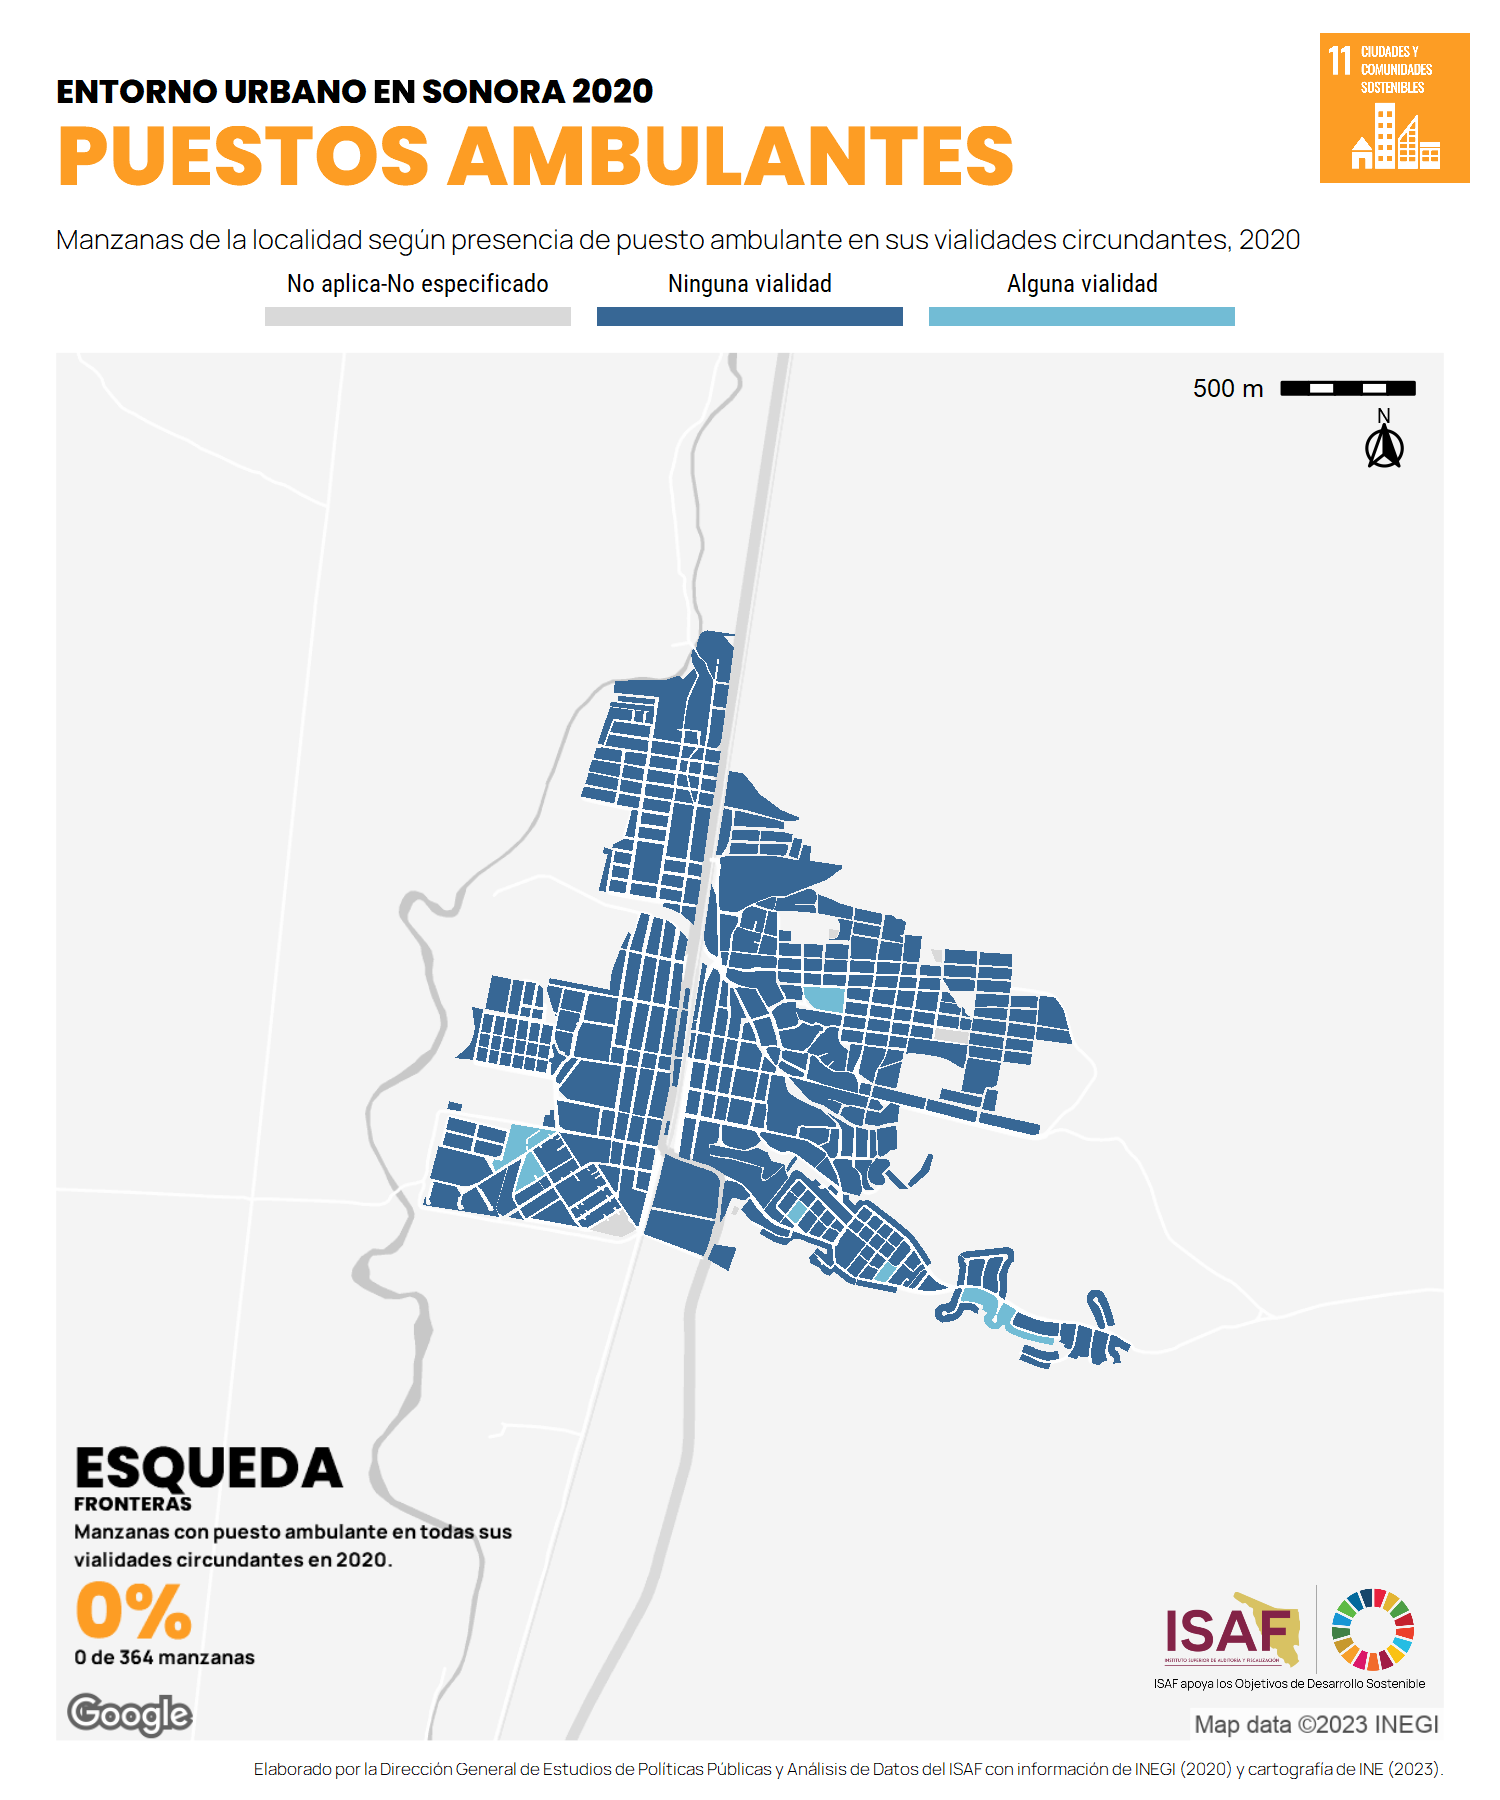 11 CIUDADES Y
COMUNIDADES
SOSTENIBLES
ENTORNO URBANO EN SONORA 2020
PUESTOS AMBULANTES
Manzanas de la localidad según presencia de puesto ambulante en sus vialidades circundantes, 2020
No aplica-No especificado
Ninguna vialidad
Alguna vialidad
500 m
N
ESQUEDA
FRONTERAS
Manzanas con puesto ambulante en todas sus
vialidades circundantes en 2020.
0%
0 de 364 manzanas
Google
ISAF
INSTITUTO SUPERIOR DE AUDITORÍA Y FISCALIZACIÓN
ISAF apoya los Objetivos de Desarrollo Sostenible
Map data ©2023 INEGI
Elaborado por la Dirección General de Estudios de Políticas Públicas y Análisis de Datos del ISAF con información de INEGI (2020) y cartografía de INE (2023).